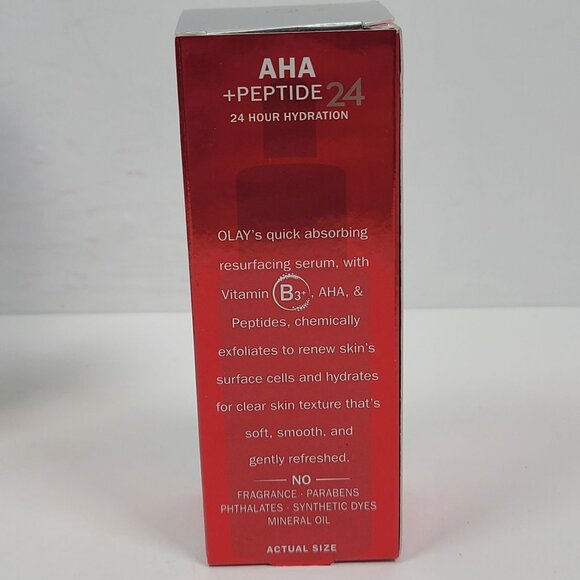 AHA
+PEPTIDE 24
24 HOUR HYDRATION
OLAY's quick absorbing
resurfacing serum, with
Vitamin B3+, AHA, &
Peptides, chemically
exfoliates to renew skin's
surface cells and hydrates
for clear skin texture that's
soft, smooth, and
gently refreshed.
NO
FRAGRANCE · PARABENS
PHTHALATES · SYNTHETIC DYES
MINERAL OIL
ACTUAL SIZE